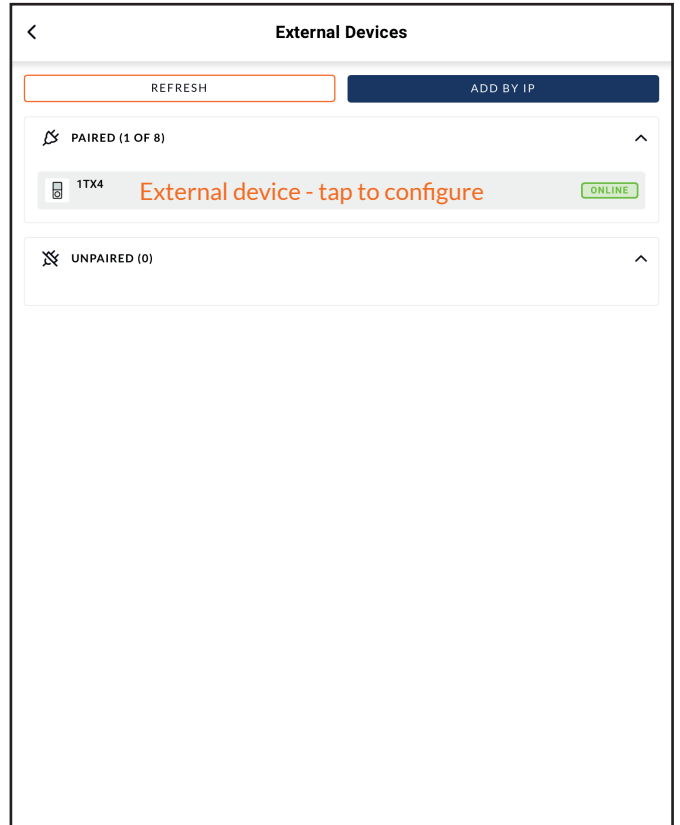 External Devices
REFRESH
ADD BY IP
PAIRED (1 OF 8)
1TX4
External device - tap to configure
ONLINE
UNPAIRED (0)